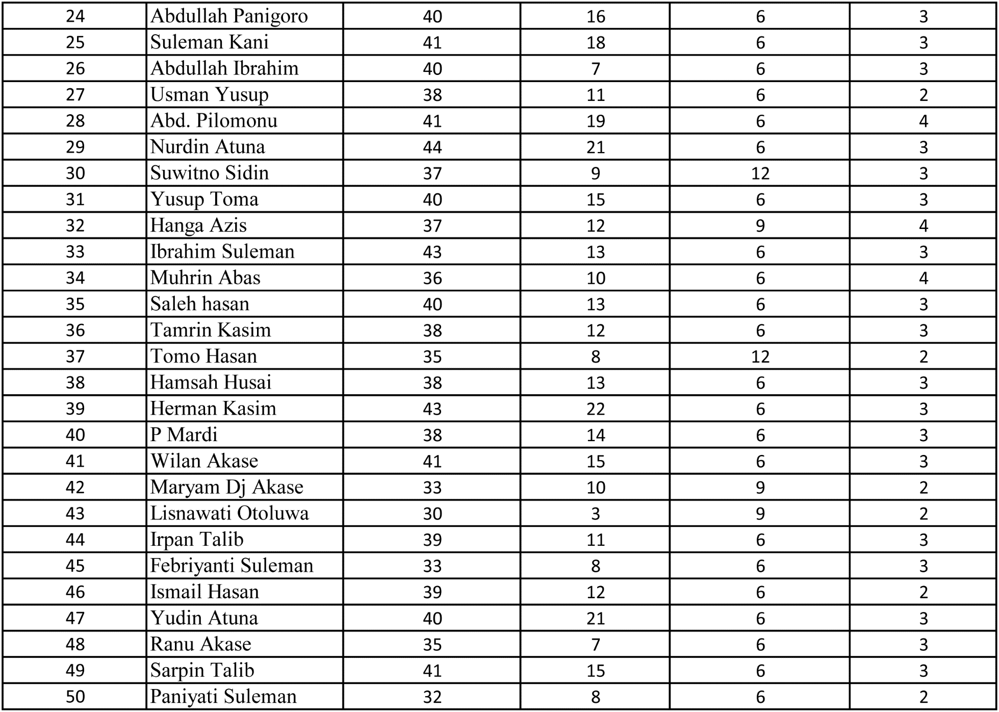 24 Abdullah Panigoro 40 16 6 3
25 Suleman Kani 41 18 6 3
26 Abdullah Ibrahim 40 7 6 3
27 Usman Yusup 38 11 6 2
28 Abd. Pilomonu 41 19 6 4
29 Nurdin Atuna 44 21 6 3
30 Suwitno Sidin 37 9 12 3
31 Yusup Toma 40 15 6 3
32 Hanga Azis 37 12 9 4
33 Ibrahim Suleman 43 13 6 3
34 Muhrin Abas 36 10 6 4
35 Saleh hasan 40 13 6 3
36 Tamrin Kasim 38 12 6 3
37 Tomo Hasan 35 8 12 2
38 Hamsah Husai 38 13 6 3
39 Herman Kasim 43 22 6 3
40 P Mardi 38 14 6 3
41 Wilan Akase 41 15 6 3
42 Maryam Dj Akase 33 10 9 2
43 Lisnawati Otoluwa 30 3 9 2
44 Irpan Talib 39 11 6 3
45 Febriyanti Suleman 33 8 6 3
46 Ismail Hasan 39 12 6 2
47 Yudin Atuna 40 21 6 3
48 Ranu Akase 35 7 6 3
49 Sarpin Talib 41 15 6 3
50 Paniyati Suleman 32 8 6 2